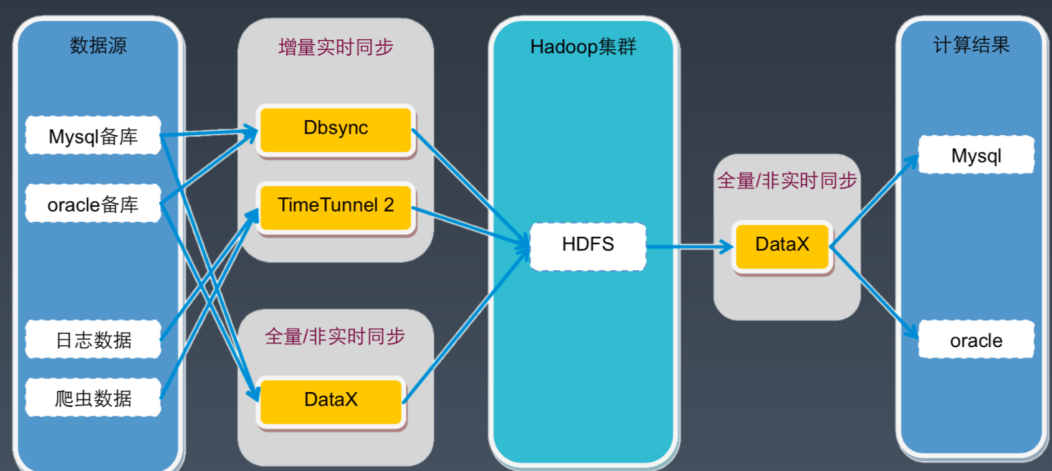 数据源
Mysql备库
oracle备库
日志数据
爬虫数据
增量实时同步
Dbsync
TimeTunnel 2
全量/非实时同步
DataX
Hadoop集群
HDFS
全量/非实时同步
DataX
计算结果
Mysql
oracle